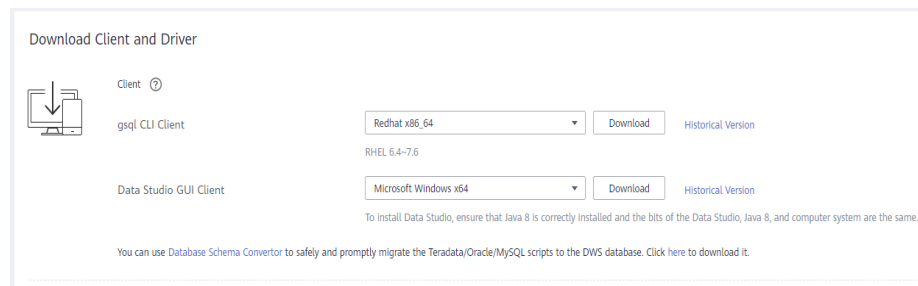 Download Client and Driver
Client ?
gsql CLI Client Redhat x86_64 Download Historical Version
RHEL 6.4~7.6
Data Studio GUI Client Microsoft Windows x64 Download Historical Version
To install Data Studio, ensure that Java 8 is correctly installed and the bits of the Data Studio, Java 8, and computer system are the same.
You can use Database Schema Convertor to safely and promptly migrate the Teradata/Oracle/MySQL scripts to the DWS database. Click here to download it.